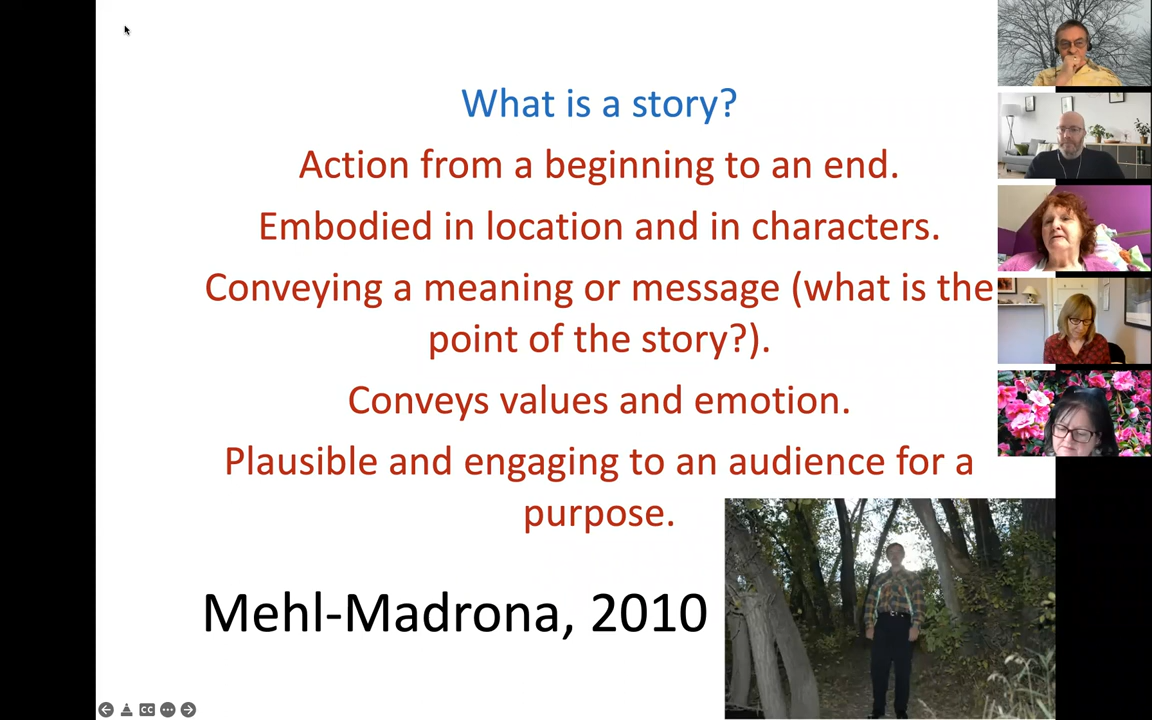 What is a story?
Action from a beginning to an end.
Embodied in location and in characters.
Conveying a meaning or message (what is the
point of the story?).
Conveys values and emotion.
Plausible and engaging to an audience for a
purpose.
Mehl-Madrona, 2010
CC